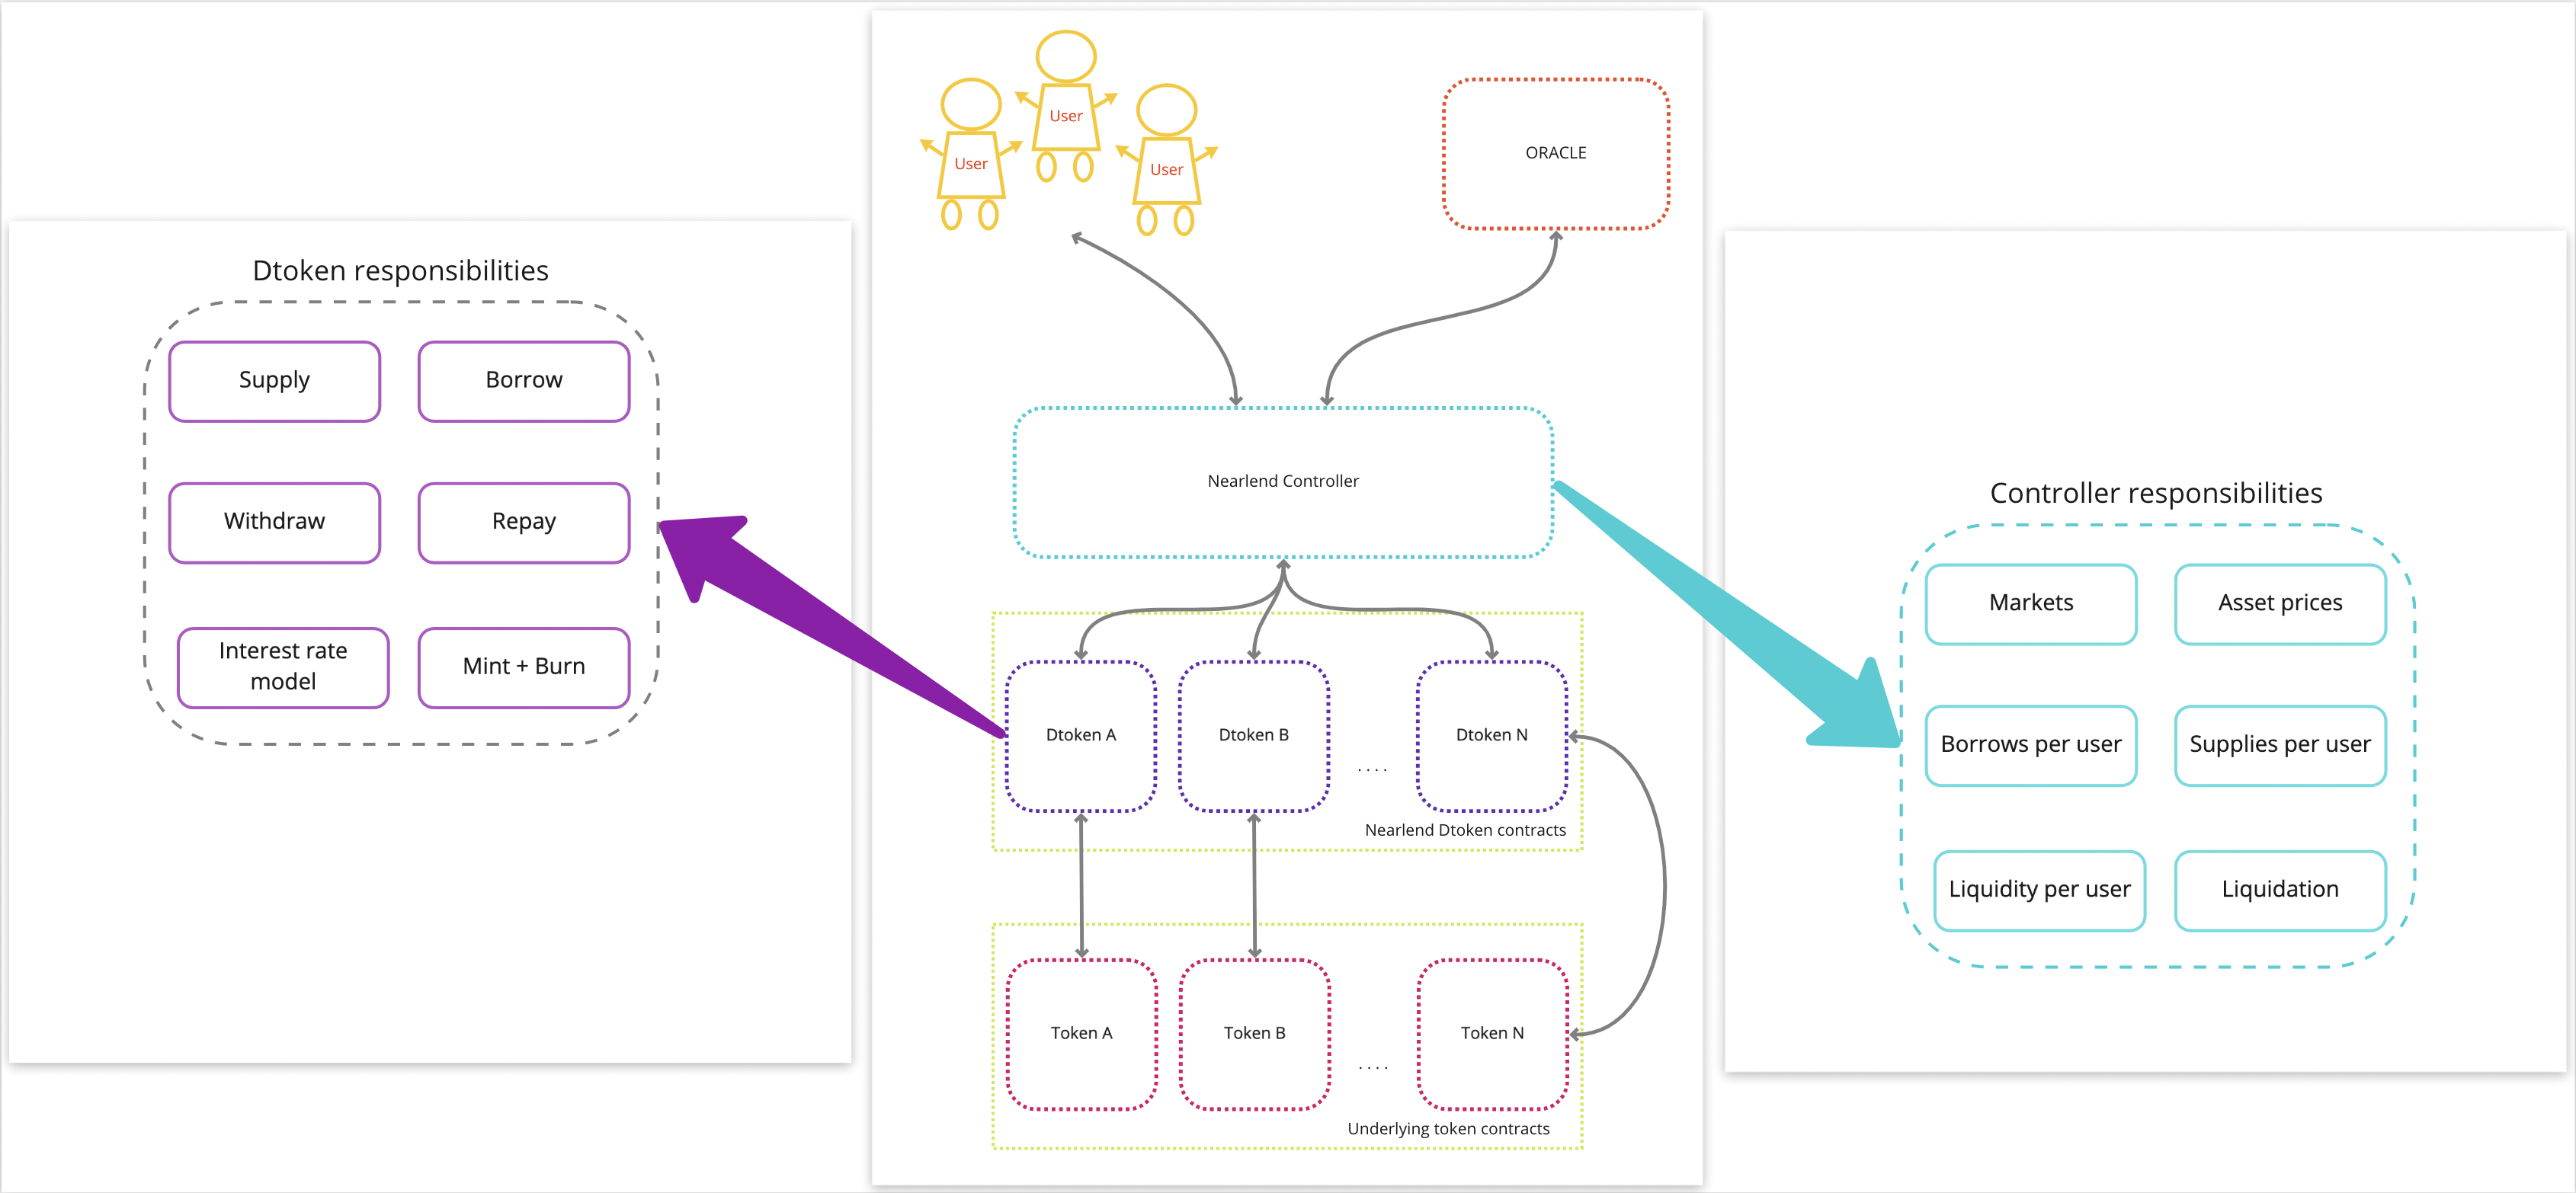 Dtoken responsibilities
Supply
Borrow
Withdraw
Repay
Interest rate
model
Mint + Burn
User
User
User
ORACLE
Nearlend Controller
Dtoken A
Dtoken B
....
Dtoken N
Nearlend Dtoken contracts
Token A
Token B
....
Token N
Underlying token contracts
Controller responsibilities
Markets
Asset prices
Borrows per user
Supplies per user
Liquidity per user
Liquidation